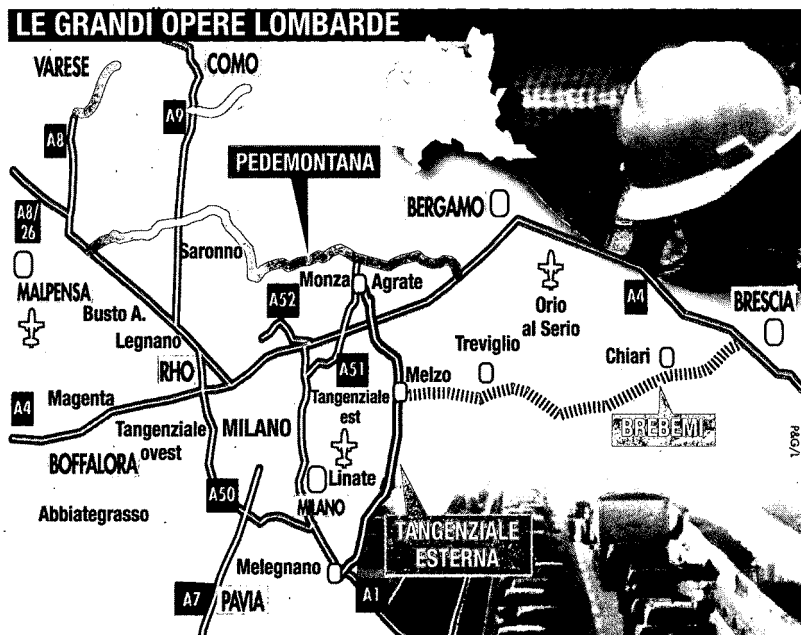 LE GRANDI OPERE LOMBARDE
VARESE
COMO
A9
A8
PEDEMONTANA
BERGAMO
A8/
26
Saronno
MALPENSA
Monza
Agrate
A52
Orio
al Serio
A4
BRESCIA
Busto A.
Legnano
Treviglio
Chiari
RHO
A51
Melzo
Magenta
A4
Tangenziale
est
Tangenziale
ovest
MILANO
BREBEMI
P&G/L
BOFFALORA
Linate
A50
MILANO
Abbiategrasso
TANGENZIALE
ESTERNA
Melegnano
A7
PAVIA
A1